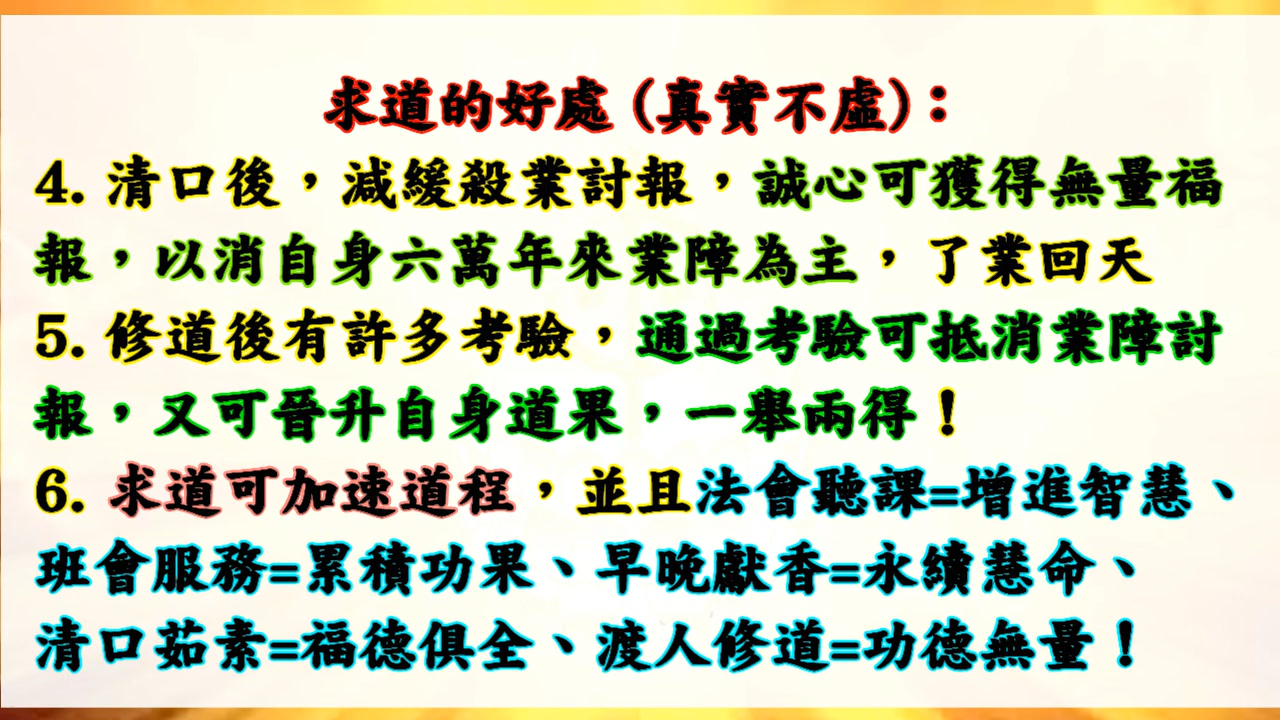 求道的好處(真實不虛)：
4. 清口後，減緩殺業討報，誠心可獲得無量福
報，以消自身六萬年來業障為主，了業回天
5. 修道後有許多考驗，通過考驗可抵消業障討
報，又可晉升自身道果，一舉兩得！
6. 求道可加速道程，並且法會聽課=增進智慧、
班會服務=累積功果、早晚獻香=永續慧命、
清口茹素=福德俱全、渡人修道=功德無量！